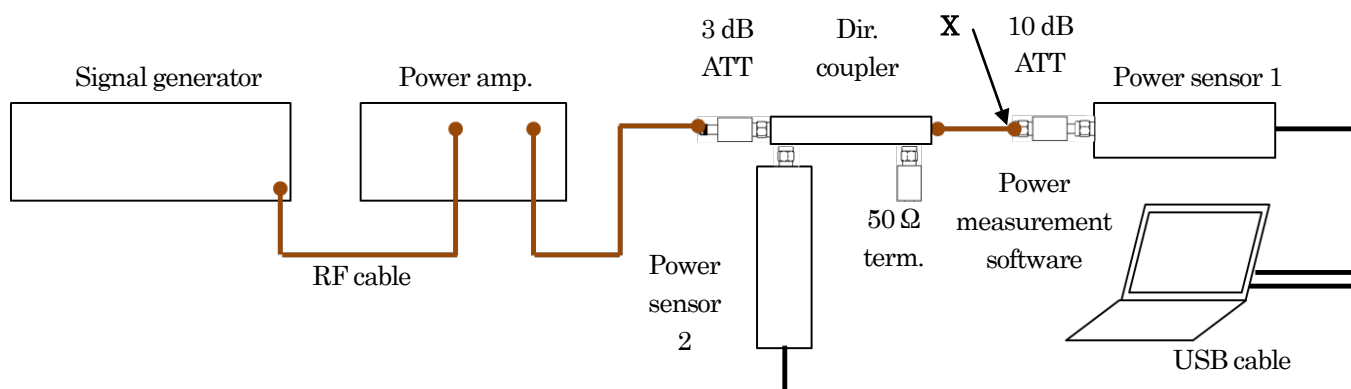 Signal generator
Power amp.
3 dB
ATT
Dir.
coupler
X
10 dB
ATT
Power sensor 1
RF cable
Power
sensor
2
50 Ω
term.
Power
measurement
software
USB cable